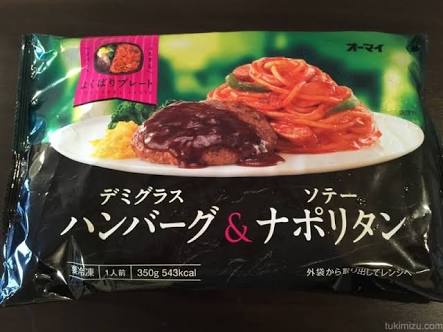 オーマイ
よくばりプレート
デミグラス ソテー
ハンバーグ & ナポリタン
要冷凍 1人前 350g 543kcal
外袋から取り出してレンジへ
tukimizu.com